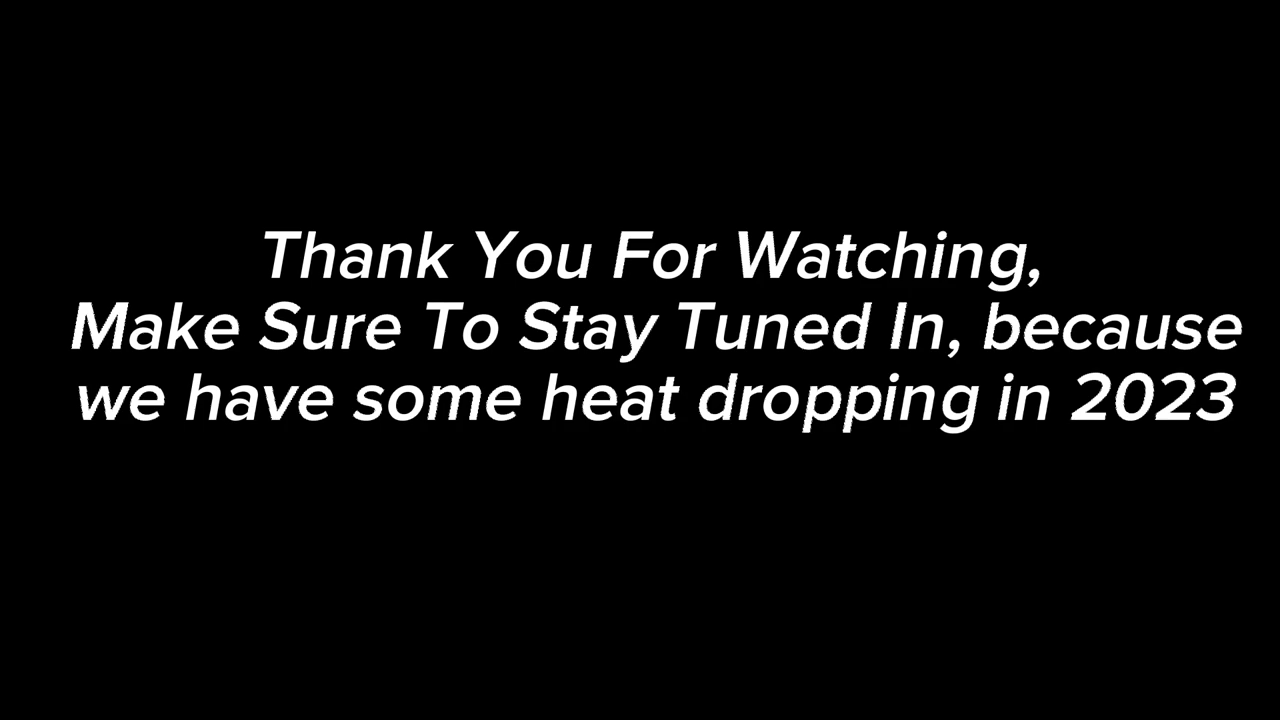 Thank You For Watching,
Make Sure To Stay Tuned In, because
we have some heat dropping in 2023